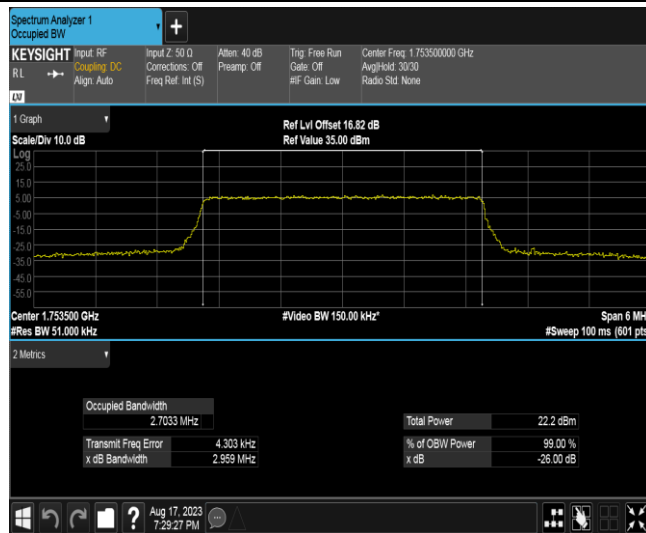 Spectrum Analyzer 1
Occupied BW
+
KEYSIGHT
RL
Input: RF
Coupling: DC
Align: Auto
Input Z: 50 Ω
Corrections: Off
Freq Ref: Int (S)
Atten: 40 dB
Preamp: Off
Trig: Free Run
Gate: Off
#IF Gain: Low
Center Freq: 1.753500000 GHz
Avg|Hold: 30/30
Radio Std: None
LXI
1 Graph
Scale/Div 10.0 dB
Ref Lvl Offset 16.82 dB
Ref Value 35.00 dBm
Log
25.0
15.0
5.00
-5.00
-15.0
-25.0
-35.0
-45.0
-55.0
Center 1.753500 GHz
#Res BW 51.000 kHz
#Video BW 150.00 kHz*
Span 6 MH
#Sweep 100 ms (601 pts
2 Metrics
Occupied Bandwidth
2.7033 MHz
Total Power 22.2 dBm
Transmit Freq Error 4.303 kHz
% of OBW Power 99.00 %
x dB Bandwidth 2.959 MHz
x dB -26.00 dB
?
Aug 17, 2023
7:29:27 PM